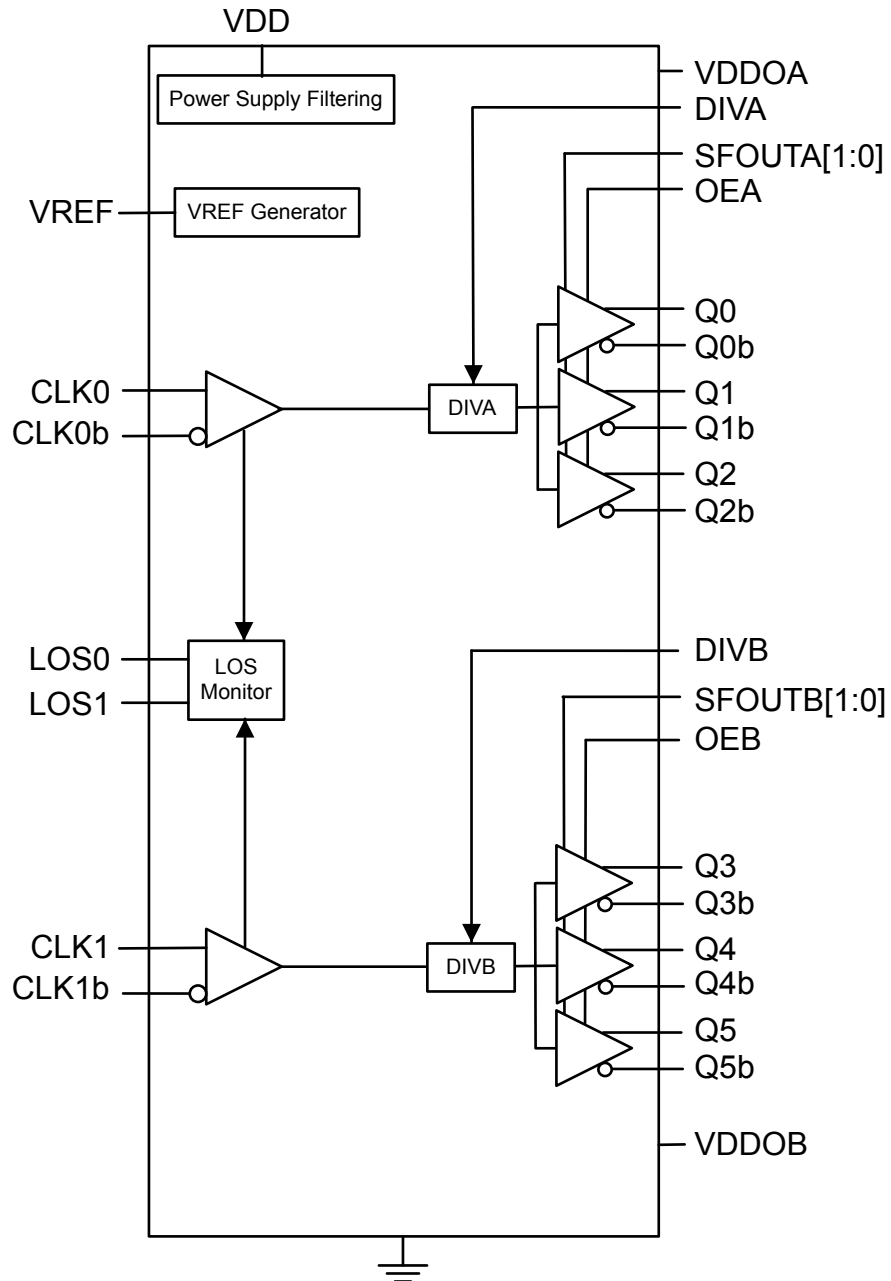 VDD
Power Supply Filtering
VREF
VREF Generator
VDDOA
DIVA
SFOUTA[1:0]
OEA
CLK0
CLK0b
DIVA
Q0
Q0b
Q1
Q1b
Q2
Q2b
LOS0
LOS1
LOS
Monitor
DIVB
SFOUTB[1:0]
OEB
CLK1
CLK1b
DIVB
Q3
Q3b
Q4
Q4b
Q5
Q5b
VDDOB